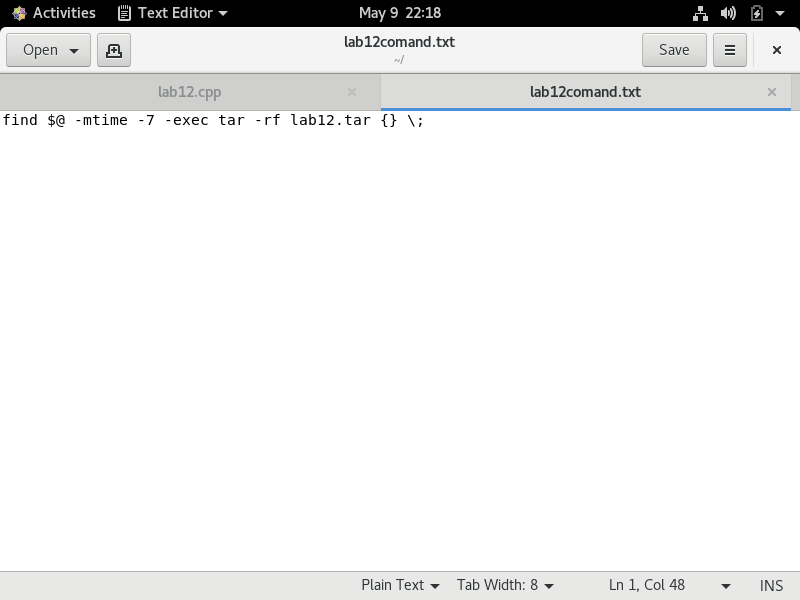 Activities Text Editor May 9 22:18
Open lab12comand.txt Save
~/
lab12.cpp lab12comand.txt
find $@ -mtime -7 -exec tar -rf lab12.tar {} \;
Plain Text Tab Width: 8 Ln 1, Col 48 INS